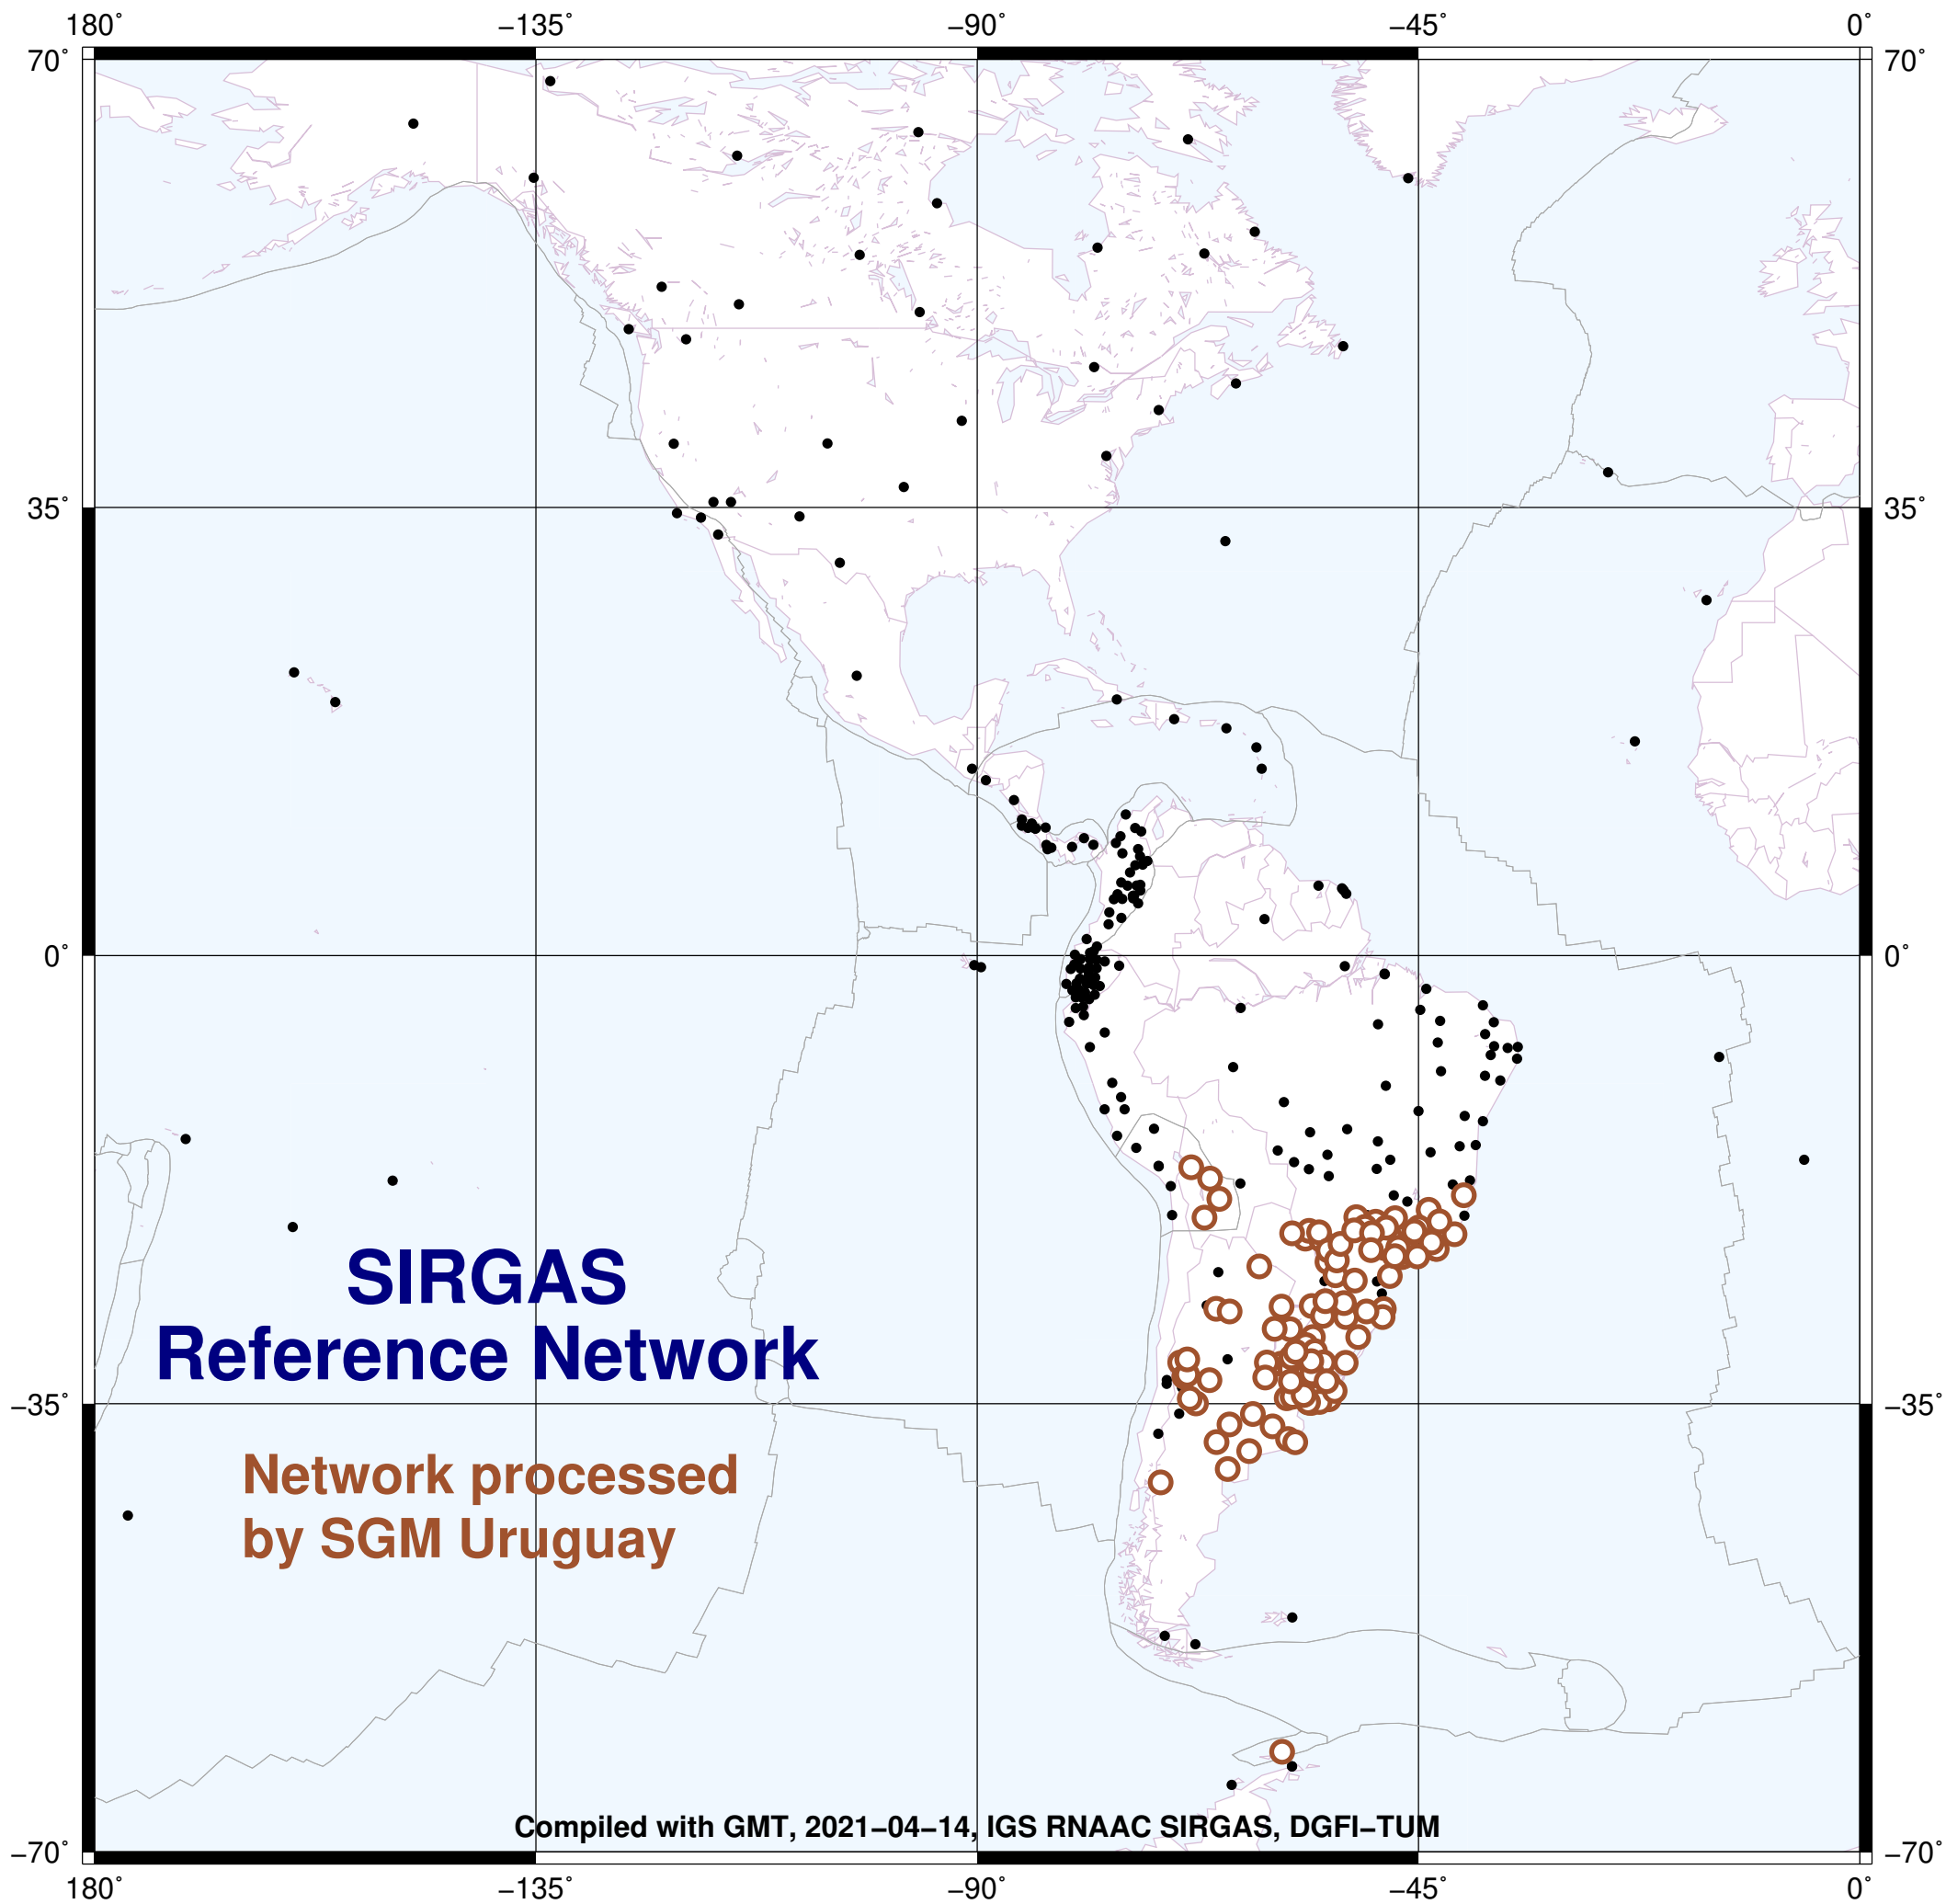 180˚ −135˚ −90˚ −45˚ 0˚
70˚ 70˚
35˚ 35˚
0˚ 0˚
SIRGAS
Reference Network
−35˚ −35˚
Network processed
by SGM Uruguay
Compiled with GMT, 2021−04−14, IGS RNAAC SIRGAS, DGFI−TUM
−70˚ −70˚
180˚ −135˚ −90˚ −45˚ 0˚